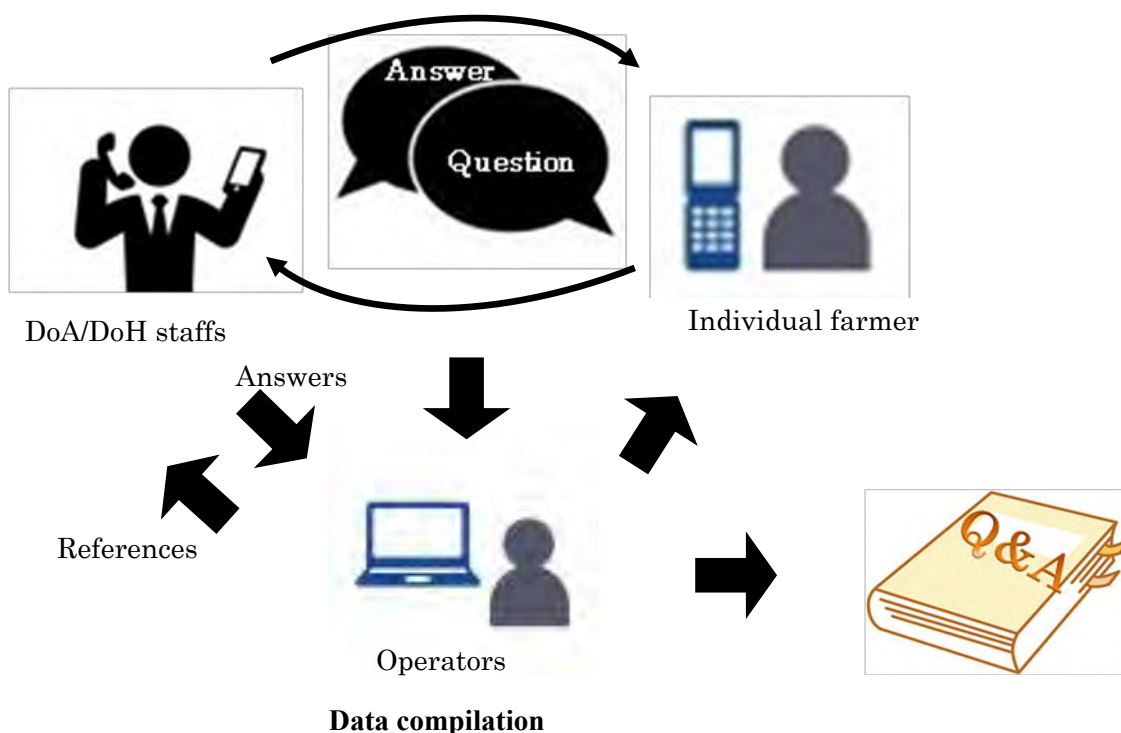 Answer
Question
DoA/DoH staffs
Individual farmer
Answers
References
Q&A
Operators
Data compilation